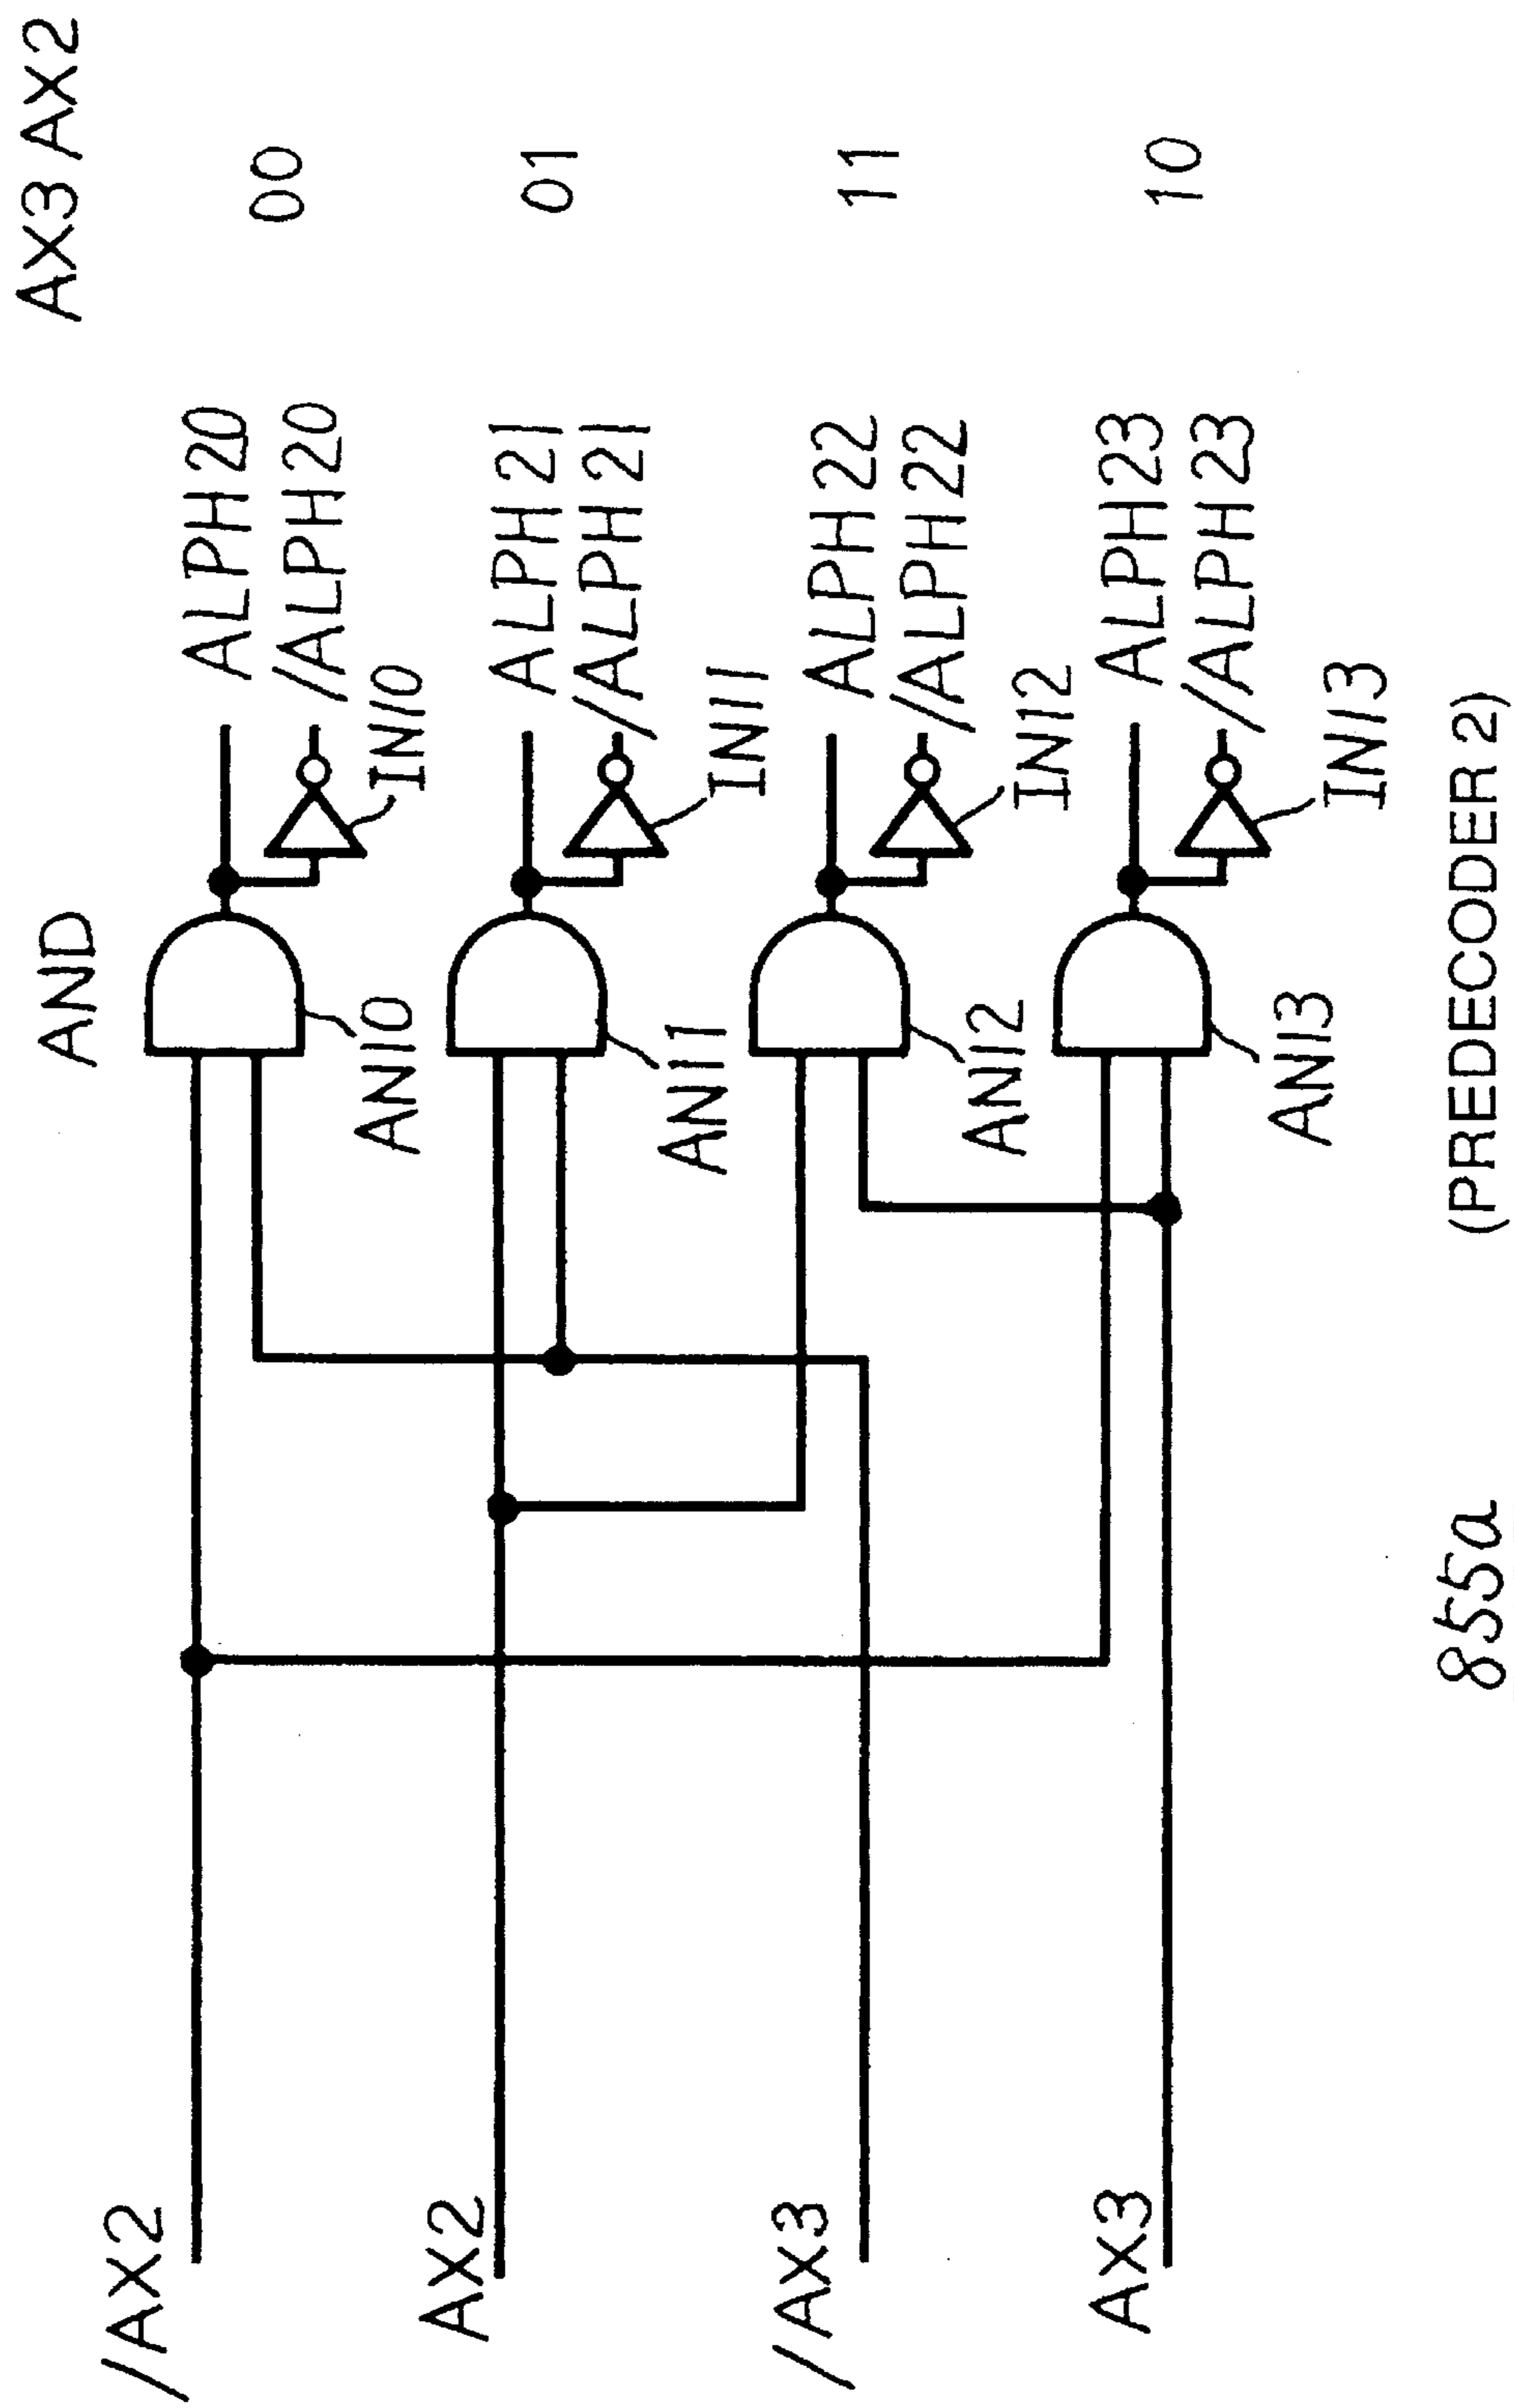 AND
AX3 AX2
/AX2
AN10
IN10
ALPH20
/ALPH20
00
AX2
AN11
IN11
ALPH21
/ALPH21
01
/AX3
AN12
IN12
ALPH22
/ALPH22
11
AX3
AN13
IN13
ALPH23
/ALPH23
10
855a
(PREDECODER 2)